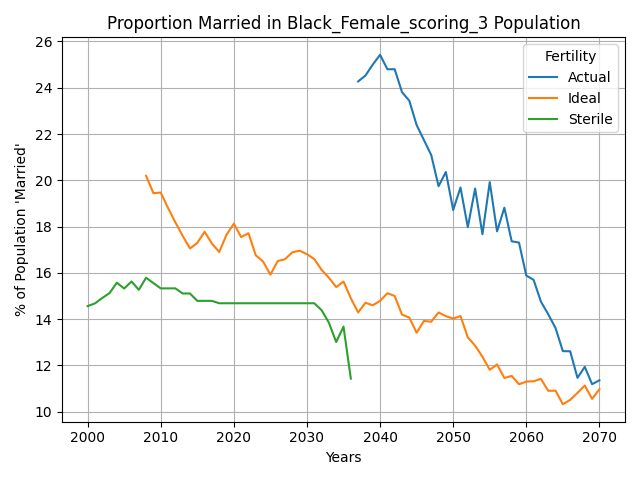 Proportion Married in Black_Female_scoring_3 Population
Fertility
Actual
Ideal
Sterile
% of Population 'Married'
26
24
22
20
18
16
14
12
10
2000 2010 2020 2030 2040 2050 2060 2070
Years